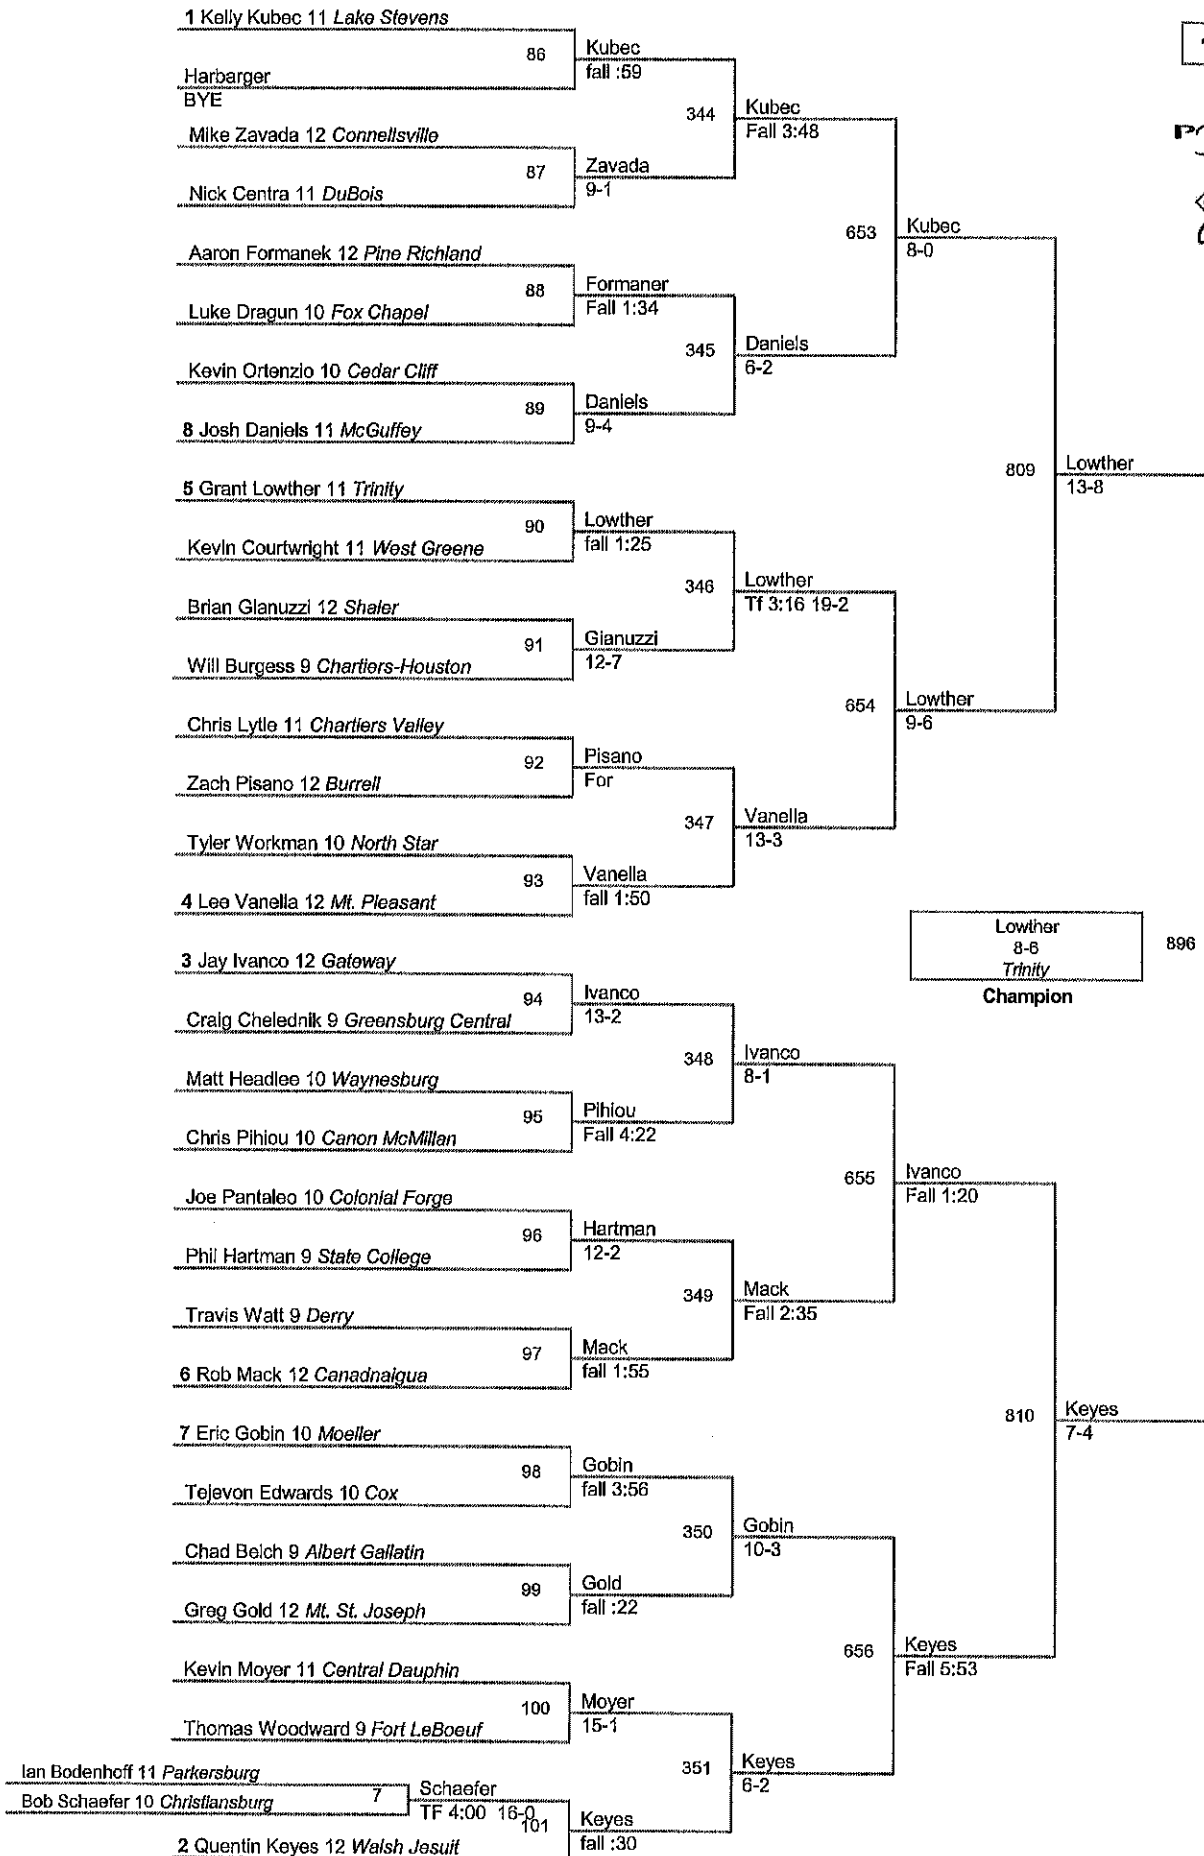 1 Kelly Kubec 11 Lake Stevens
86
Kubec
fall :59
Harbarger
BYE
344
Kubec
Fall 3:48
Mike Zavada 12 Connellsville
87
Zavada
9-1
Nick Centra 11 DuBois
653
Kubec
8-0
Aaron Formanek 12 Pine Richland
88
Formaner
Fall 1:34
Luke Dragun 10 Fox Chapel
345
Daniels
6-2
Kevin Ortenzio 10 Cedar Cliff
89
Daniels
9-4
8 Josh Daniels 11 McGuffey
809
Lowther
13-8
5 Grant Lowther 11 Trinity
90
Lowther
fall 1:25
Kevin Courtwright 11 West Greene
346
Lowther
Tf 3:16 19-2
Brian Gianuzzi 12 Shaler
91
Gianuzzi
12-7
Will Burgess 9 Chartiers-Houston
654
Lowther
9-6
Chris Lytle 11 Chartiers Valley
92
Pisano
For
Zach Pisano 12 Burrell
347
Vanella
13-3
Tyler Workman 10 North Star
93
Vanella
fall 1:50
4 Lee Vanella 12 Mt. Pleasant
Lowther
8-6
Trinity
896
Champion
3 Jay Ivanco 12 Gateway
94
Ivanco
13-2
Craig Chelednik 9 Greensburg Central
348
Ivanco
8-1
Matt Headlee 10 Waynesburg
95
Pihiou
Fall 4:22
Chris Pihiou 10 Canon McMillan
655
Ivanco
Fall 1:20
Joe Pantaleo 10 Colonial Forge
96
Hartman
12-2
Phil Hartman 9 State College
349
Mack
Fall 2:35
Travis Watt 9 Derry
97
Mack
fall 1:55
6 Rob Mack 12 Canadnaigua
810
Keyes
7-4
7 Eric Gobin 10 Moeller
98
Gobin
fall 3:56
Tejevon Edwards 10 Cox
350
Gobin
10-3
Chad Belch 9 Albert Gallatin
99
Gold
fall :22
Greg Gold 12 Mt. St. Joseph
656
Keyes
Fall 5:53
Kevin Moyer 11 Central Dauphin
100
Moyer
15-1
Thomas Woodward 9 Fort LeBoeuf
351
Keyes
6-2
Ian Bodenhoff 11 Parkersburg
7
Schaefer
TF 4:00 16-0
Bob Schaefer 10 Christiansburg
101
Keyes
fall :30
2 Quentin Keyes 12 Walsh Jesuit